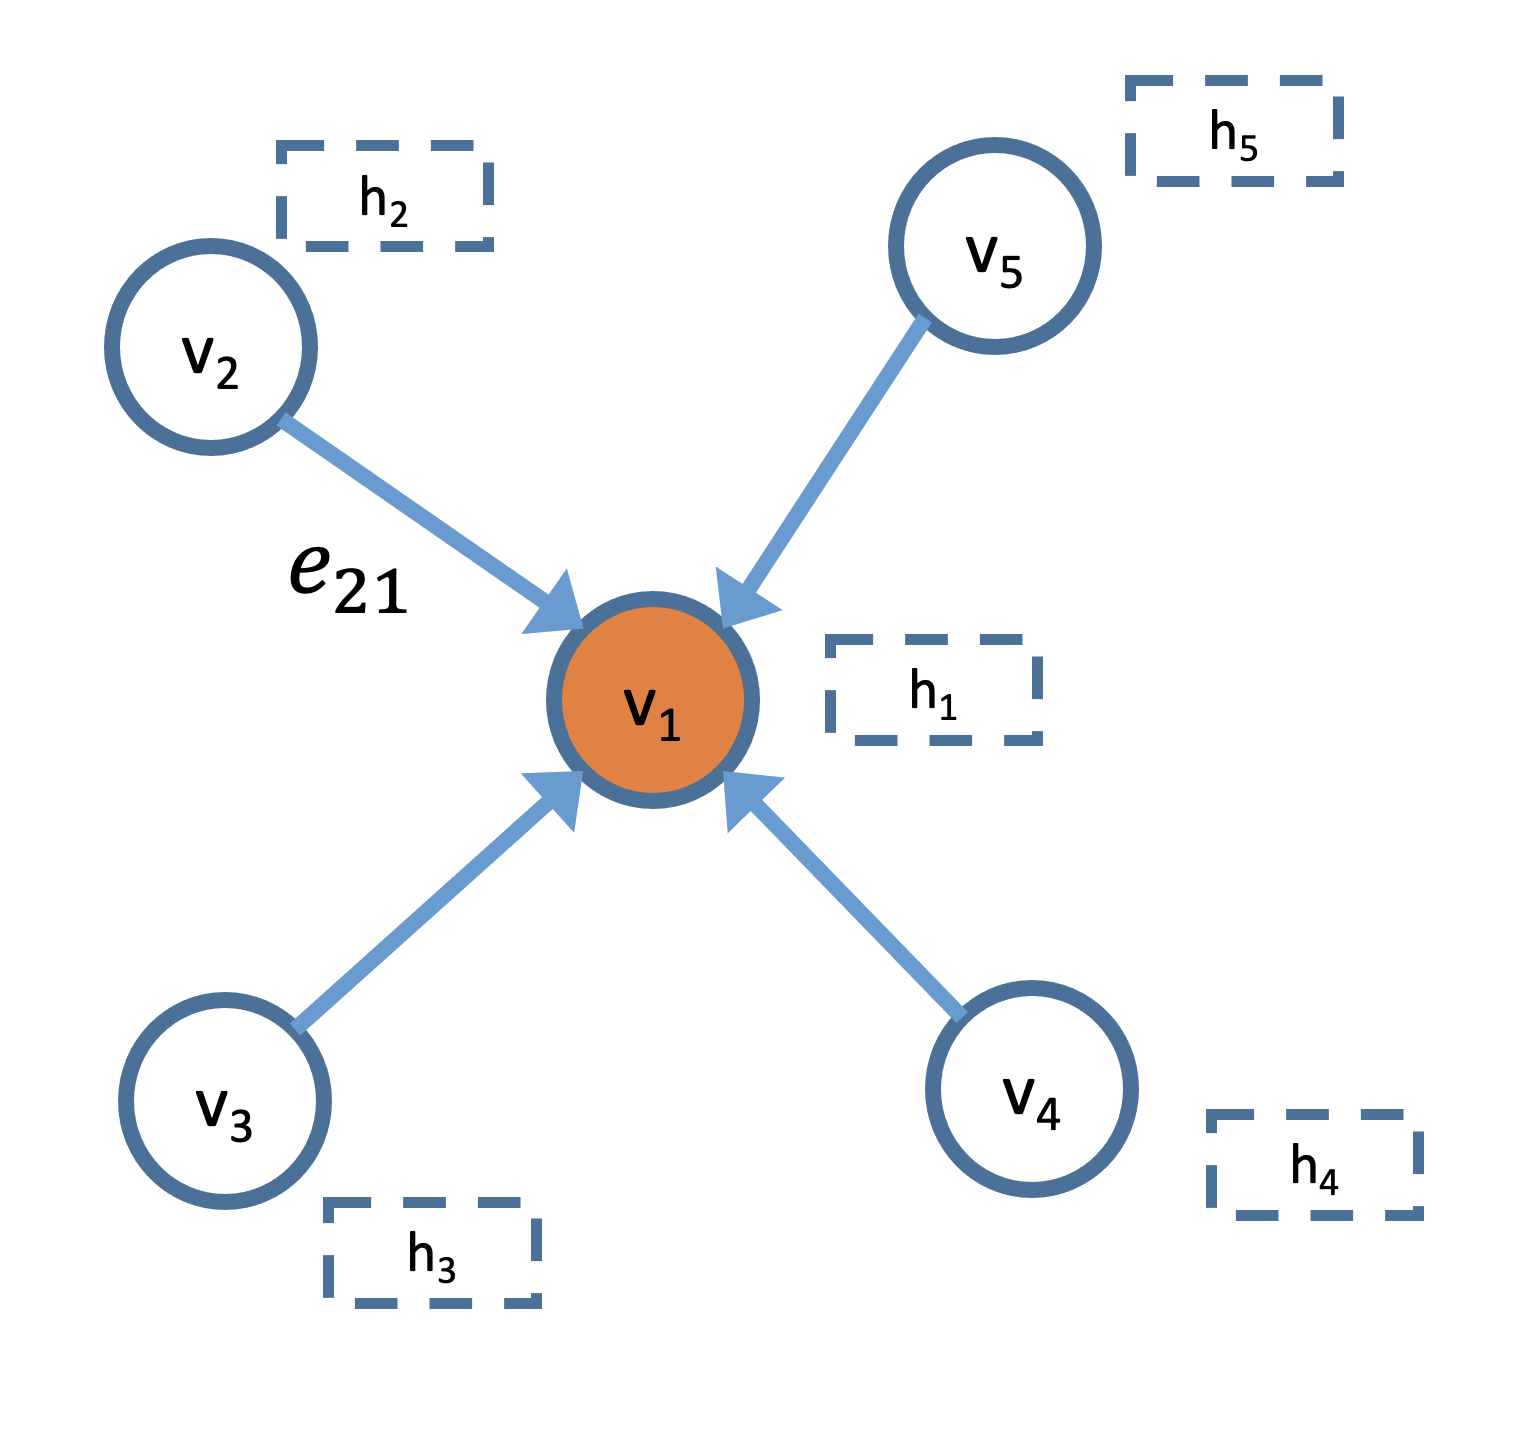 h₅
h₂
v₅
v₂
e₂₁
h₁
v₁
v₄
v₃
h₄
h₃